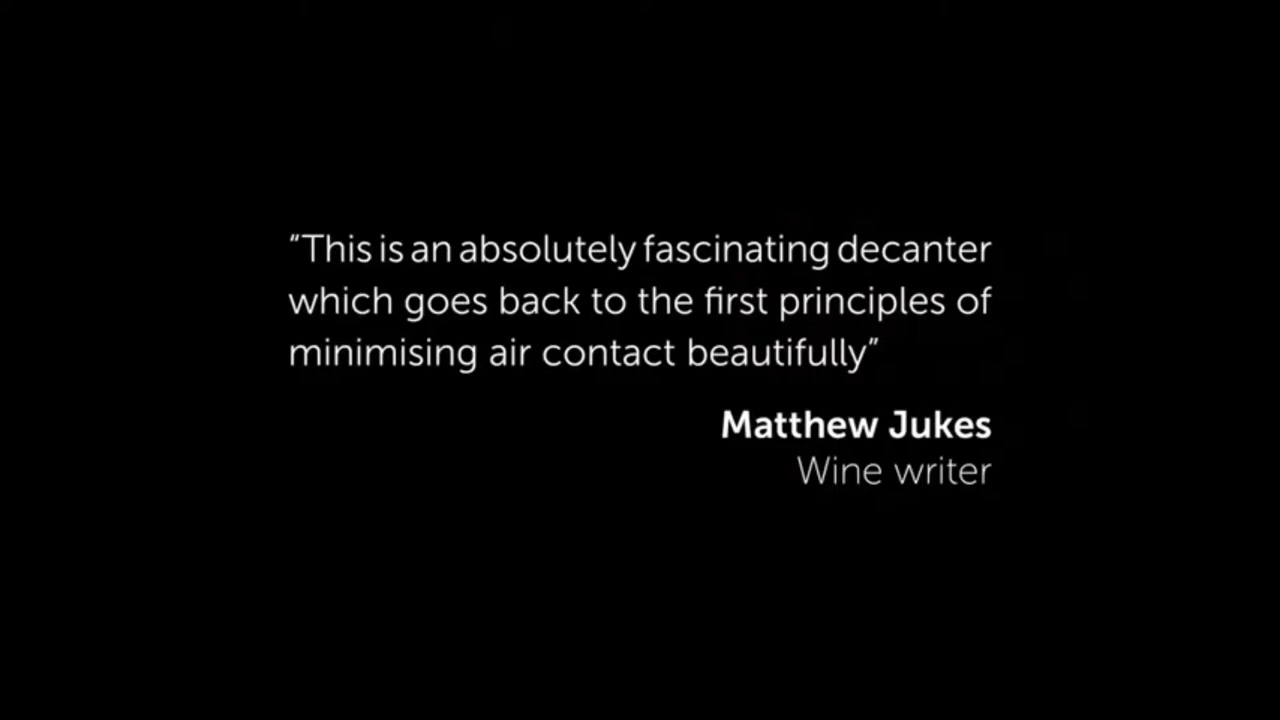 “This is an absolutely fascinating decanter
which goes back to the first principles of
minimising air contact beautifully”
Matthew Jukes
Wine writer